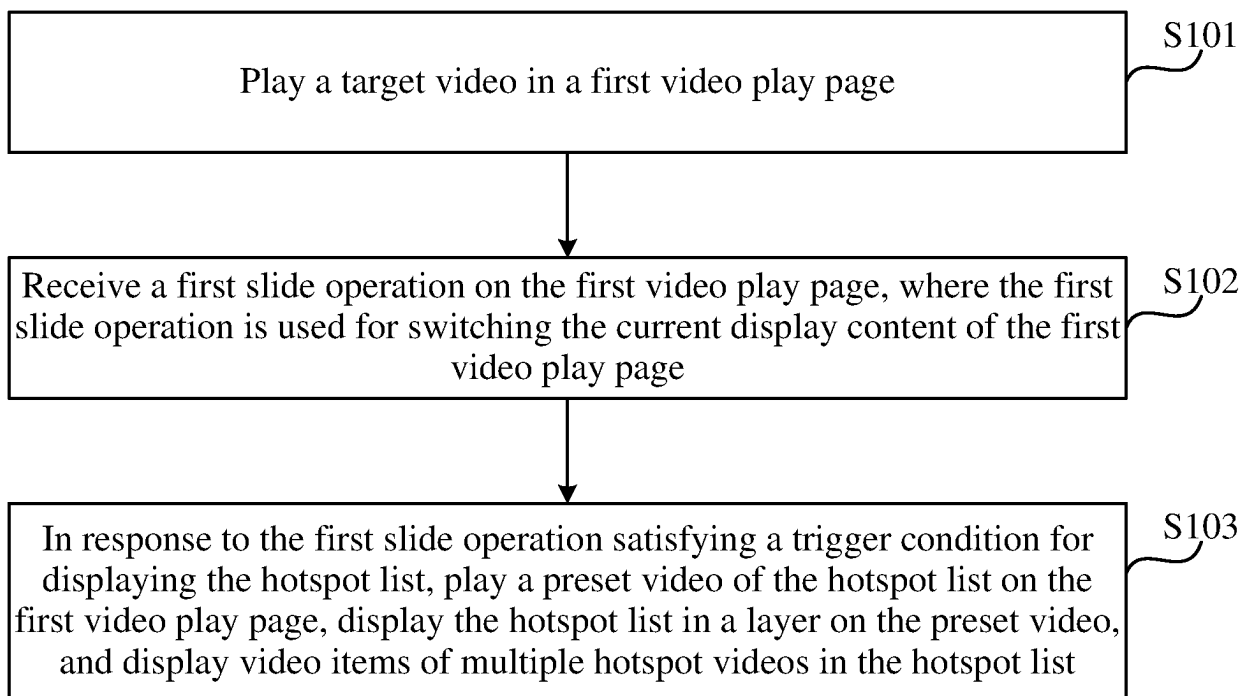 S101
Play a target video in a first video play page
S102
Receive a first slide operation on the first video play page, where the first
slide operation is used for switching the current display content of the first
video play page
S103
In response to the first slide operation satisfying a trigger condition for
displaying the hotspot list, play a preset video of the hotspot list on the
first video play page, display the hotspot list in a layer on the preset video,
and display video items of multiple hotspot videos in the hotspot list